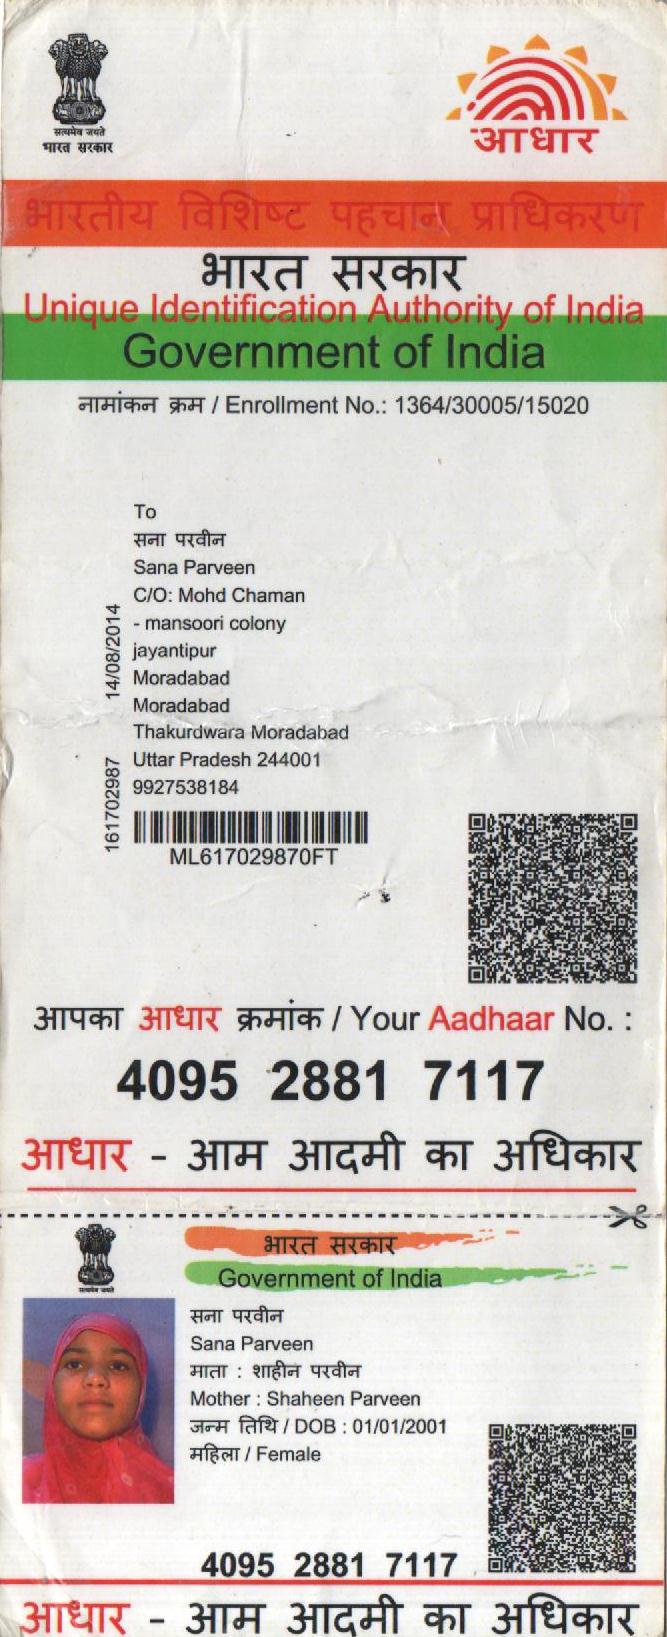 सत्यमेव जयते
भारत सरकार
आधार
भारतीय विशिष्ट पहचान प्राधिकरण
भारत सरकार
Unique Identification Authority of India
Government of India
नामांकन क्रम / Enrollment No.: 1364/30005/15020
To
सना परवीन
Sana Parveen
C/O: Mohd Chaman
- mansoori colony
jayantipur
Moradabad
Moradabad
Thakurdwara Moradabad
Uttar Pradesh 244001
9927538184
14/08/2014
161702987
ML617029870FT
आपका आधार क्रमांक / Your Aadhaar No. :
4095 2881 7117
आधार - आम आदमी का अधिकार
सत्यमेव जयते
भारत सरकार
Government of India
सना परवीन
Sana Parveen
माता : शाहीन परवीन
Mother : Shaheen Parveen
जन्म तिथि / DOB : 01/01/2001
महिला / Female
4095 2881 7117
आधार - आम आदमी का अधिकार